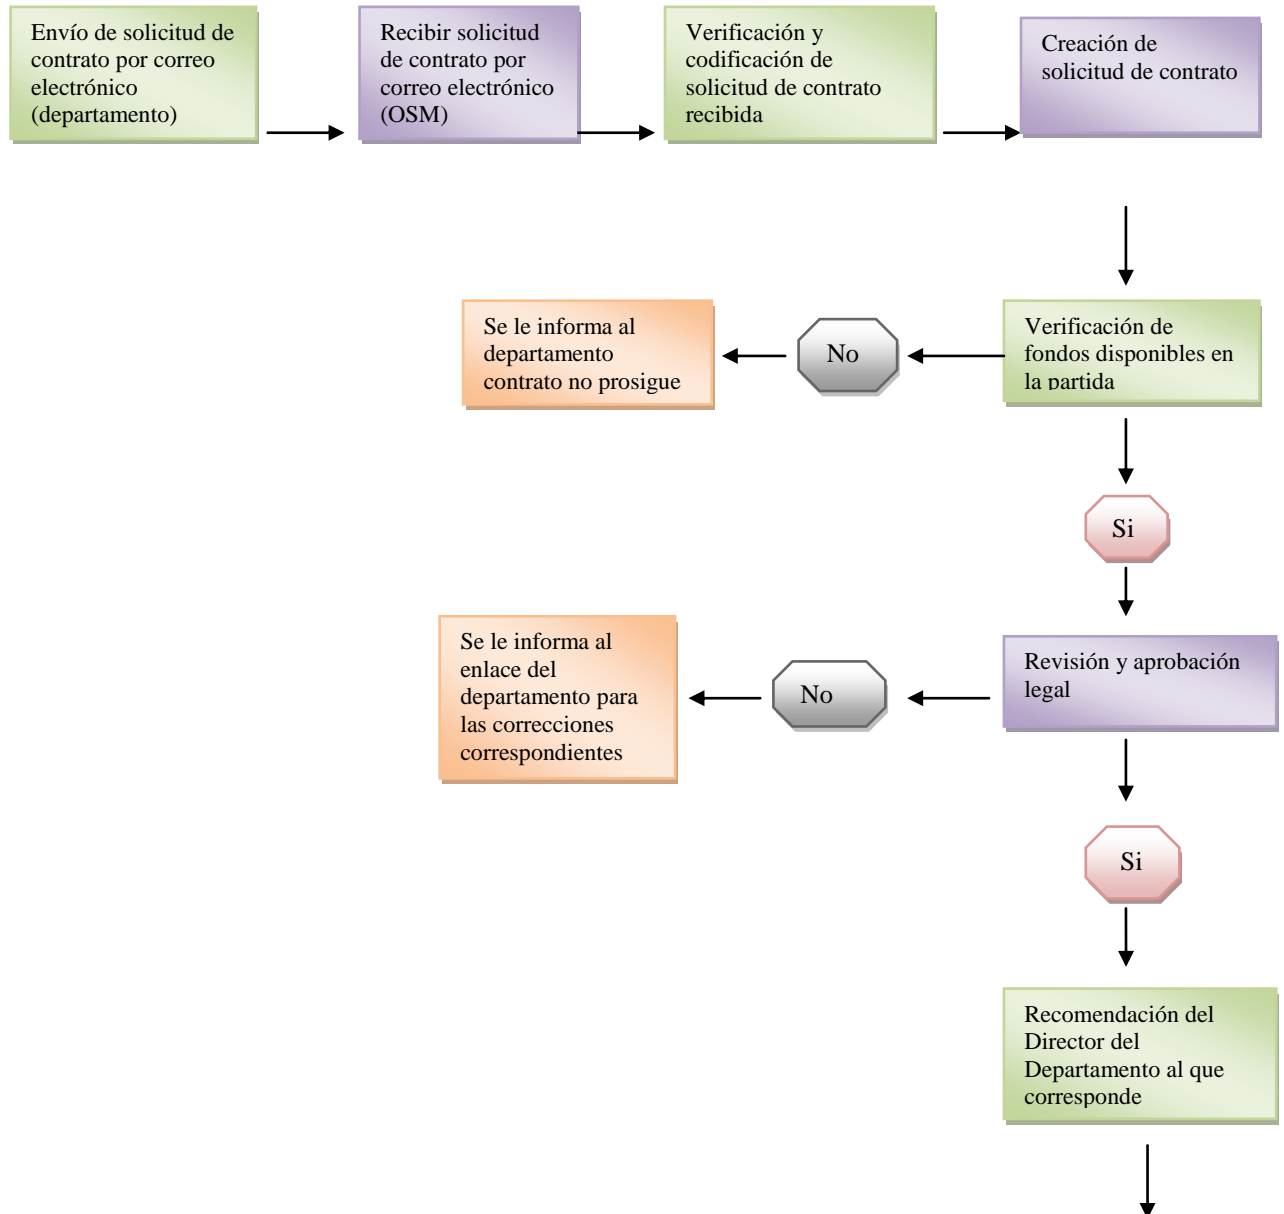 Envío de solicitud de
contrato por correo
electrónico
(departamento)
Recibir solicitud
de contrato por
correo electrónico
(OSM)
Verificación y
codificación de
solicitud de contrato
recibida
Creación de
solicitud de contrato
Se le informa al
departamento
contrato no prosigue
No
Verificación de
fondos disponibles en
la partida
Si
Se le informa al
enlace del
departamento para
las correcciones
correspondientes
No
Revisión y aprobación
legal
Si
Recomendación del
Director del
Departamento al que
corresponde